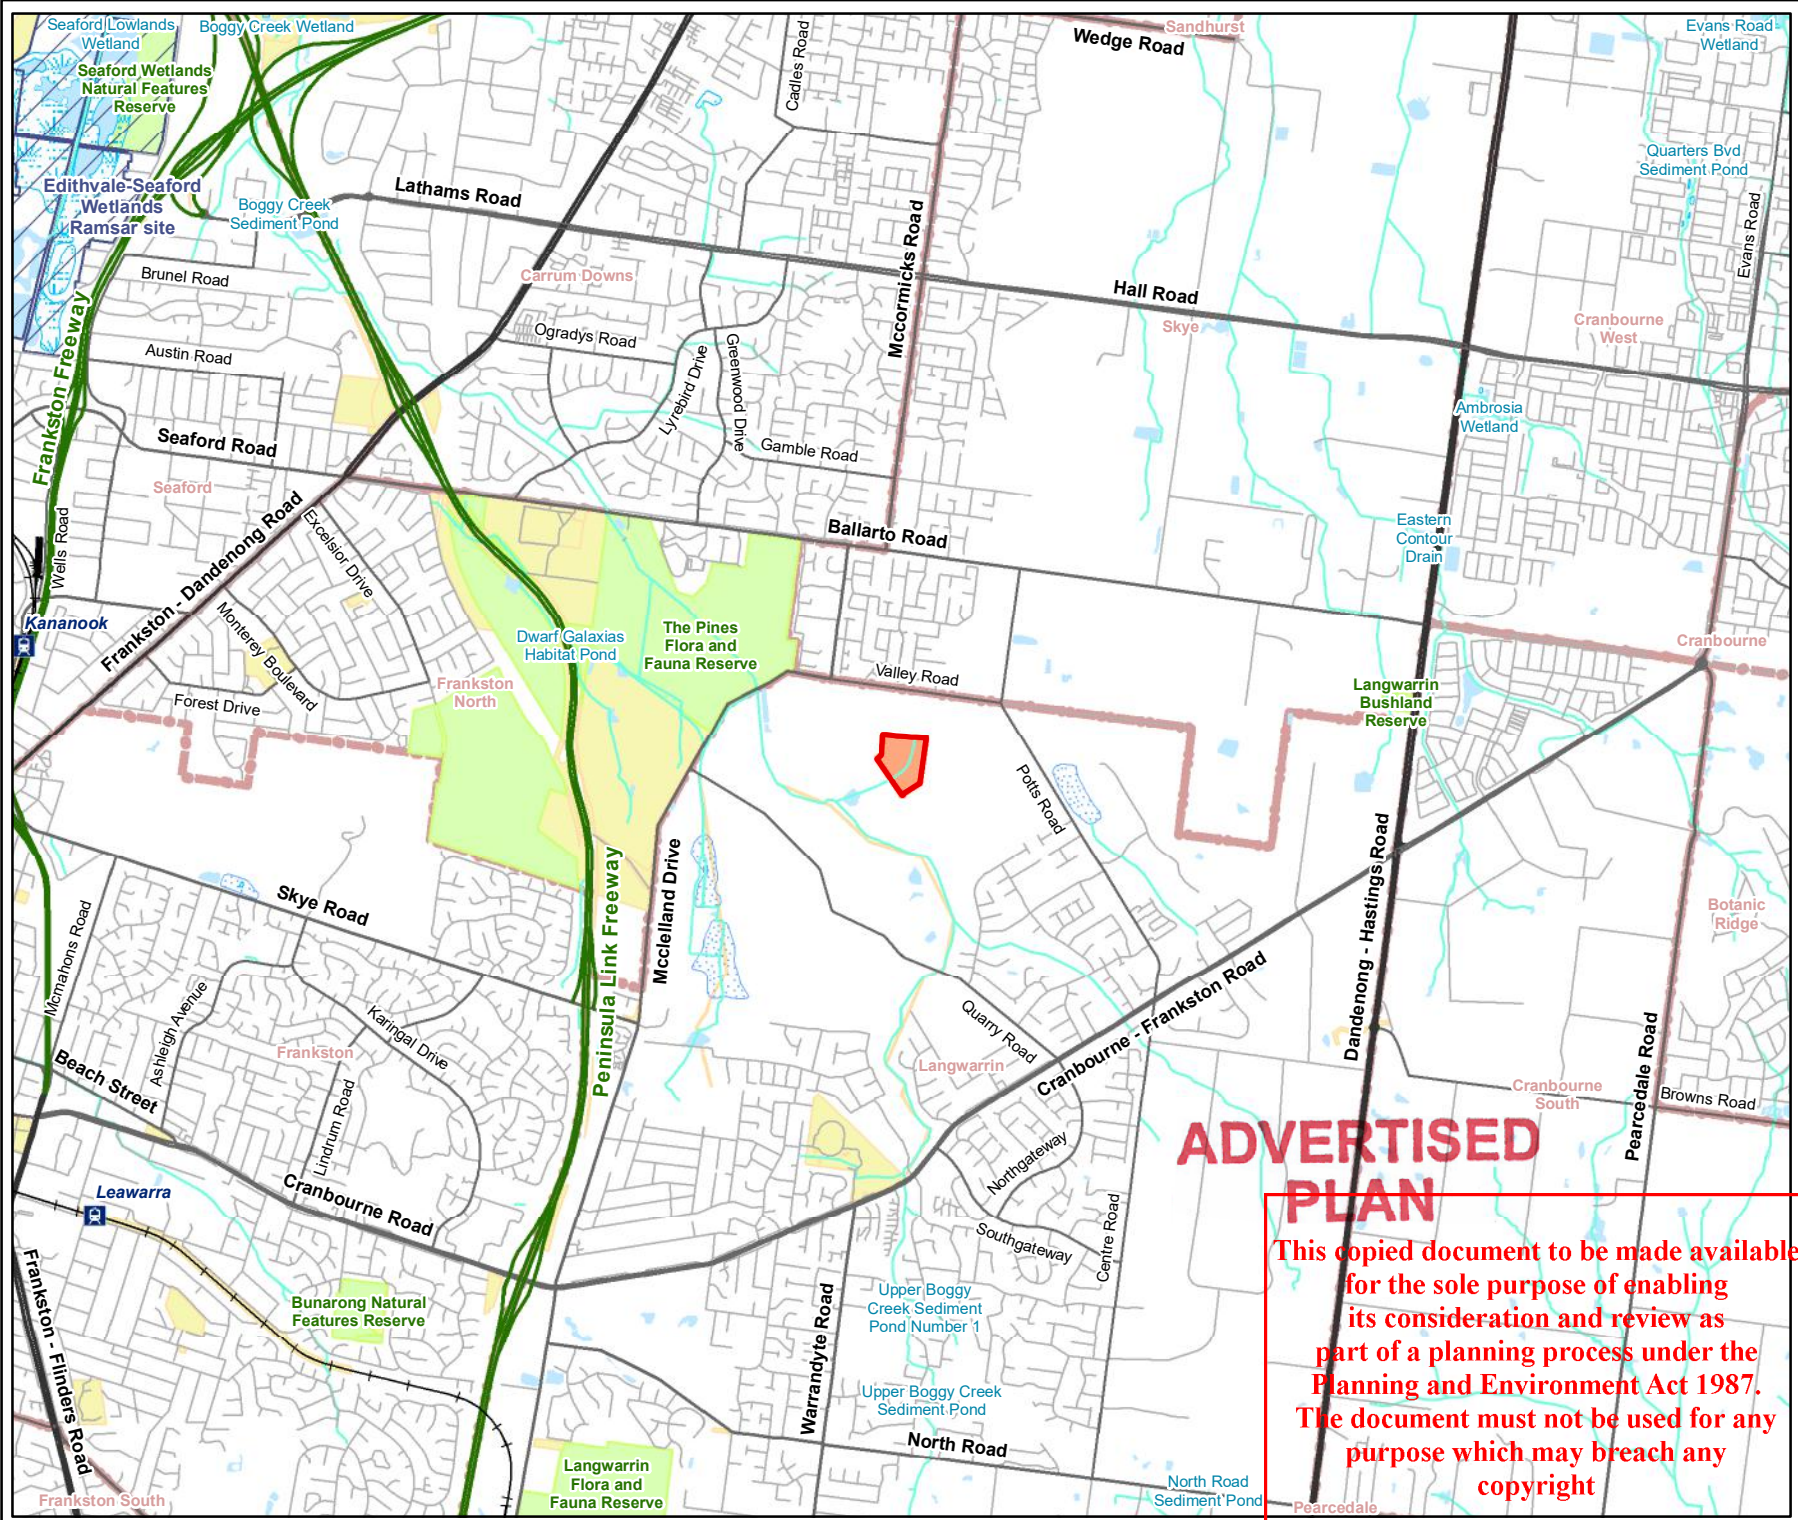 Seaford Lowlands
Wetland
Boggy Creek Wetland
Seaford Wetlands
Natural Features
Reserve
Cadles Road
Sandhurst
Wedge Road
Evans Road
Wetland
Edithvale-Seaford
Wetlands
Ramsar site
Boggy Creek
Sediment Pond
Lathams Road
Quarters Bvd
Sediment Pond
Evans Road
Brunel Road
Carrum Downs
Mccormicks Road
Hall Road
Skye
Cranbourne
West
Ogradys Road
Austin Road
Frankston Freeway
Lyrebird Drive
Greenwood Drive
Ambrosia
Wetland
Seaford Road
Gamble Road
Seaford
Wells Road
Frankston - Dandenong Road
Excelsior Drive
Ballarto Road
Eastern
Contour
Drain
Kananook
Monterey Boulevard
Dwarf Galaxias
Habitat Pond
The Pines
Flora and
Fauna Reserve
Cranbourne
Valley Road
Frankston
North
Forest Drive
Langwarrin
Bushland
Reserve
Potts Road
Skye Road
Mcclelland Drive
Dandenong - Hastings Road
Botanic
Ridge
Mcmahons Road
Peninsula Link Freeway
Ashleigh Avenue
Karingal Drive
Quarry Road
Cranbourne - Frankston Road
Frankston
Langwarrin
Beach Street
Lindrum Road
Pearcedale Road
Cranbourne
South
Browns Road
Northgateway
ADVERTISED
PLAN
Leawarra
Cranbourne Road
Southgateway
Centre Road
Frankston - Flinders Road
Bunarong Natural
Features Reserve
Upper Boggy
Creek Sediment
Pond Number 1
Warrandyte Road
This copied document to be made available
for the sole purpose of enabling
its consideration and review as
part of a planning process under the
Planning and Environment Act 1987.
The document must not be used for any
purpose which may breach any
copyright
Upper Boggy Creek
Sediment Pond
North Road
Langwarrin
Flora and
Fauna Reserve
North Road
Sediment Pond
Frankston South
Pearcedale